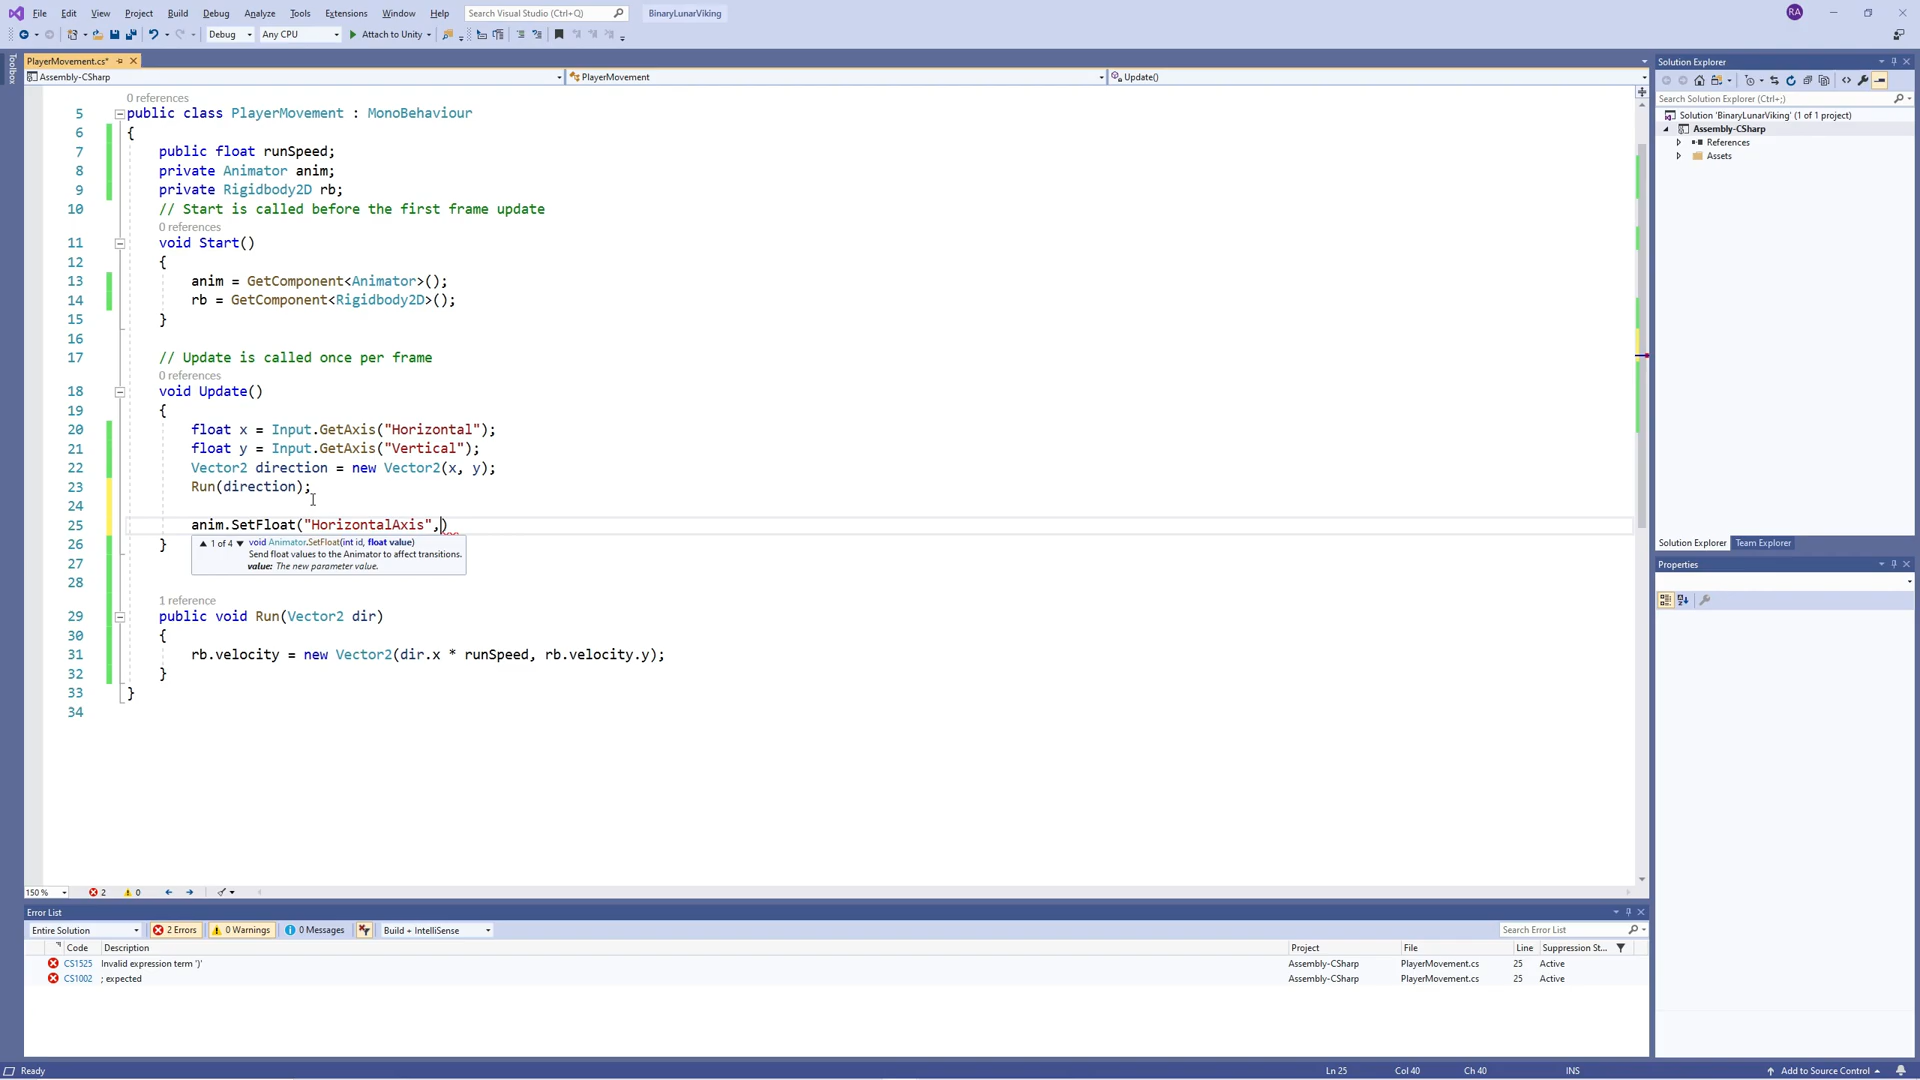 File Edit View Project Build Debug Analyze Tools Extensions Window Help Search Visual Studio (Ctrl+Q) BinaryLunarViking RA
Debug Any CPU Attach to Unity
Toolbox
PlayerMovement.cs*
Assembly-CSharp PlayerMovement Update()
0 references
5 public class PlayerMovement : MonoBehaviour
6 {
7 public float runSpeed;
8 private Animator anim;
9 private Rigidbody2D rb;
10 // Start is called before the first frame update
0 references
11 void Start()
12 {
13 anim = GetComponent<Animator>();
14 rb = GetComponent<Rigidbody2D>();
15 }
16
17 // Update is called once per frame
0 references
18 void Update()
19 {
20 float x = Input.GetAxis("Horizontal");
21 float y = Input.GetAxis("Vertical");
22 Vector2 direction = new Vector2(x, y);
23 Run(direction);
24
25 anim.SetFloat("HorizontalAxis",)
26 }
1 of 4 void Animator.SetFloat(int id, float value)
Send float values to the Animator to affect transitions.
value: The new parameter value.
27
28
1 reference
29 public void Run(Vector2 dir)
30 {
31 rb.velocity = new Vector2(dir.x * runSpeed, rb.velocity.y);
32 }
33 }
34
150 % 2 0
Error List
Entire Solution 2 Errors 0 Warnings 0 Messages Build + IntelliSense Search Error List
Code Description Project File Line Suppression St...
CS1525 Invalid expression term ')' Assembly-CSharp PlayerMovement.cs 25 Active
CS1002 ; expected Assembly-CSharp PlayerMovement.cs 25 Active
Solution Explorer
Search Solution Explorer (Ctrl+;)
Solution 'BinaryLunarViking' (1 of 1 project)
Assembly-CSharp
References
Assets
Solution Explorer Team Explorer
Properties
Ready Ln 25 Col 40 Ch 40 INS Add to Source Control